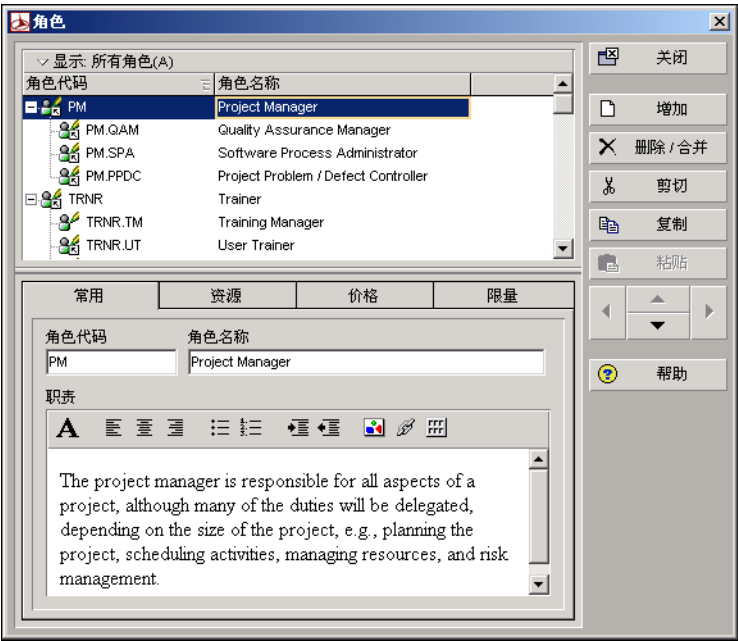 角色
显示: 所有角色(A)
角色代码 角色名称
PM Project Manager
PM.QAM Quality Assurance Manager
PM.SPA Software Process Administrator
PM.PPDC Project Problem / Defect Controller
TRNR Trainer
TRNR.TM Training Manager
TRNR.UT User Trainer
关闭
增加
删除 / 合并
剪切
复制
粘贴
帮助
常用 资源 价格 限量
角色代码 角色名称
PM Project Manager
职责
The project manager is responsible for all aspects of a
project, although many of the duties will be delegated,
depending on the size of the project, e.g., planning the
project, scheduling activities, managing resources, and risk
management.